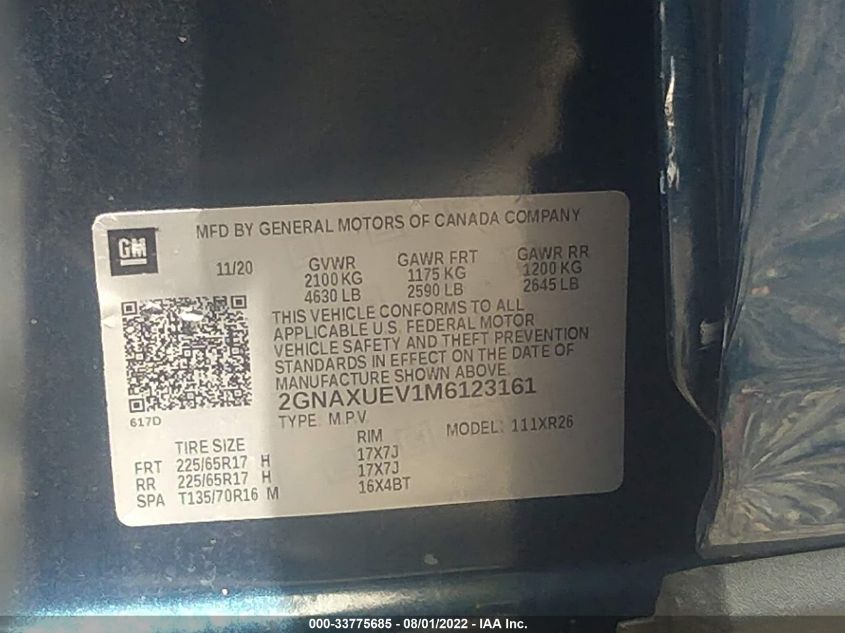 GM
MFD BY GENERAL MOTORS OF CANADA COMPANY
11/20 GVWR GAWR FRT GAWR RR
2100 KG 1175 KG 1200 KG
4630 LB 2590 LB 2645 LB
THIS VEHICLE CONFORMS TO ALL
APPLICABLE U.S. FEDERAL MOTOR
VEHICLE SAFETY AND THEFT PREVENTION
STANDARDS IN EFFECT ON THE DATE OF
MANUFACTURE SHOWN ABOVE.
2GNAXUEV1M6123161
617D
TYPE: M.P.V. MODEL: 111XR26
TIRE SIZE RIM
FRT 225/65R17 H 17X7J
RR 225/65R17 H 17X7J
SPA T135/70R16 M 16X4BT
000-33775685 - 08/01/2022 - IAA Inc.